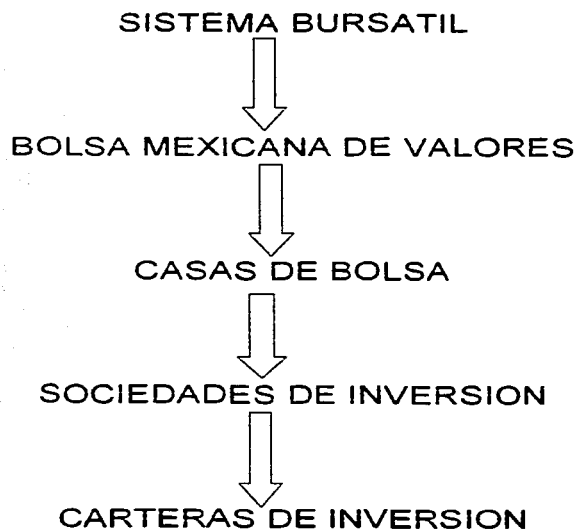 SISTEMA BURSATIL
BOLSA MEXICANA DE VALORES
CASAS DE BOLSA
SOCIEDADES DE INVERSION
CARTERAS DE INVERSION